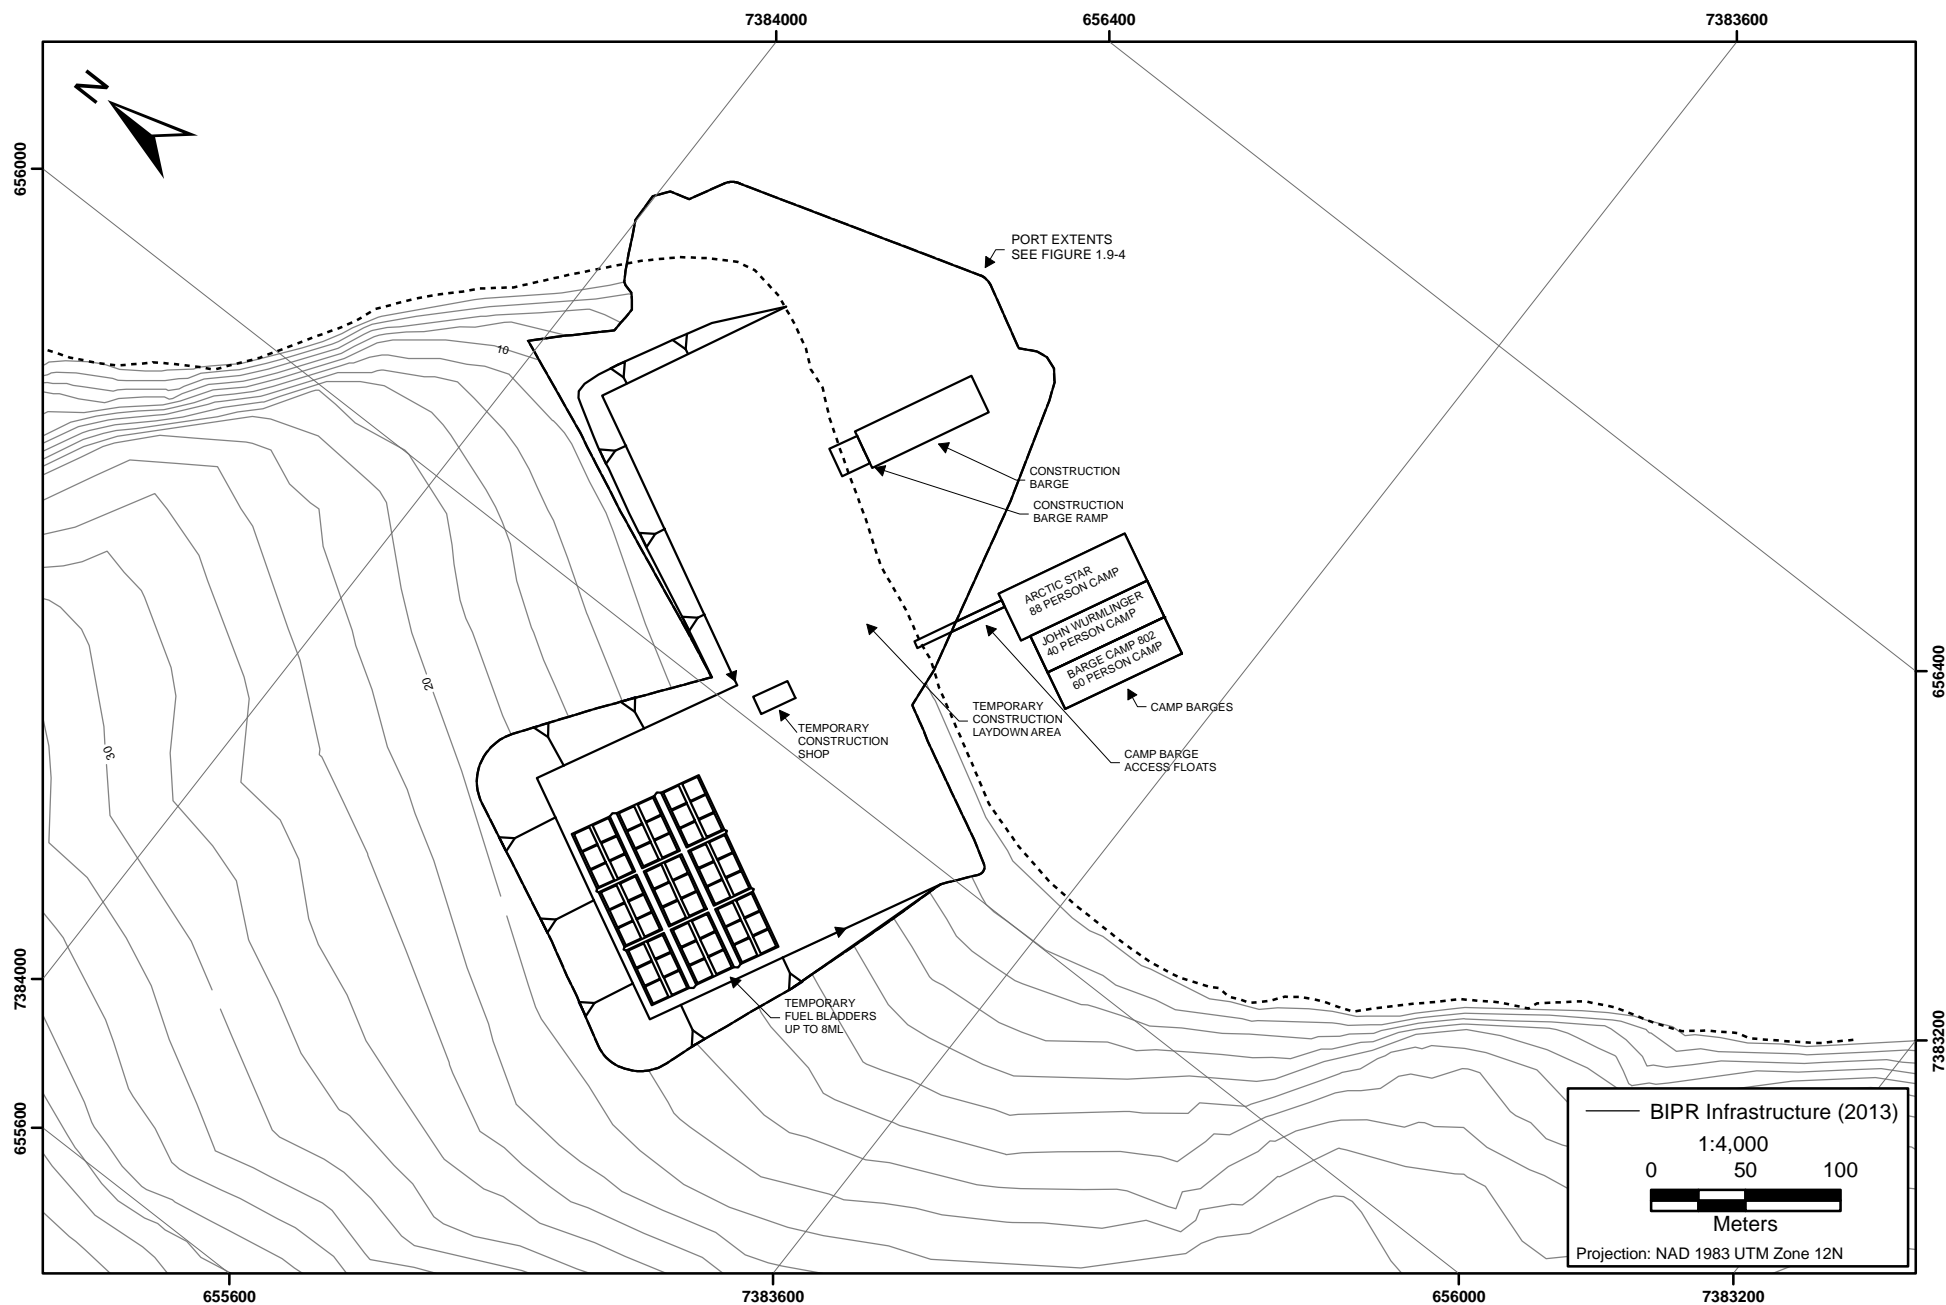 7384000
656400
7383600
N
656000
PORT EXTENTS
SEE FIGURE 1.9-4
10
CONSTRUCTION
BARGE
CONSTRUCTION
BARGE RAMP
ARCTIC STAR
88 PERSON CAMP
JOHN WURMLINGER
40 PERSON CAMP
BARGE CAMP 802
60 PERSON CAMP
20
30
TEMPORARY
CONSTRUCTION
SHOP
TEMPORARY
CONSTRUCTION
LAYDOWN AREA
CAMP BARGES
CAMP BARGE
ACCESS FLOATS
656400
7384000
TEMPORARY
FUEL BLADDERS
UP TO 8ML
7383200
655600
BIPR Infrastructure (2013)
1:4,000
0 50 100
Meters
Projection: NAD 1983 UTM Zone 12N
655600
7383600
656000
7383200